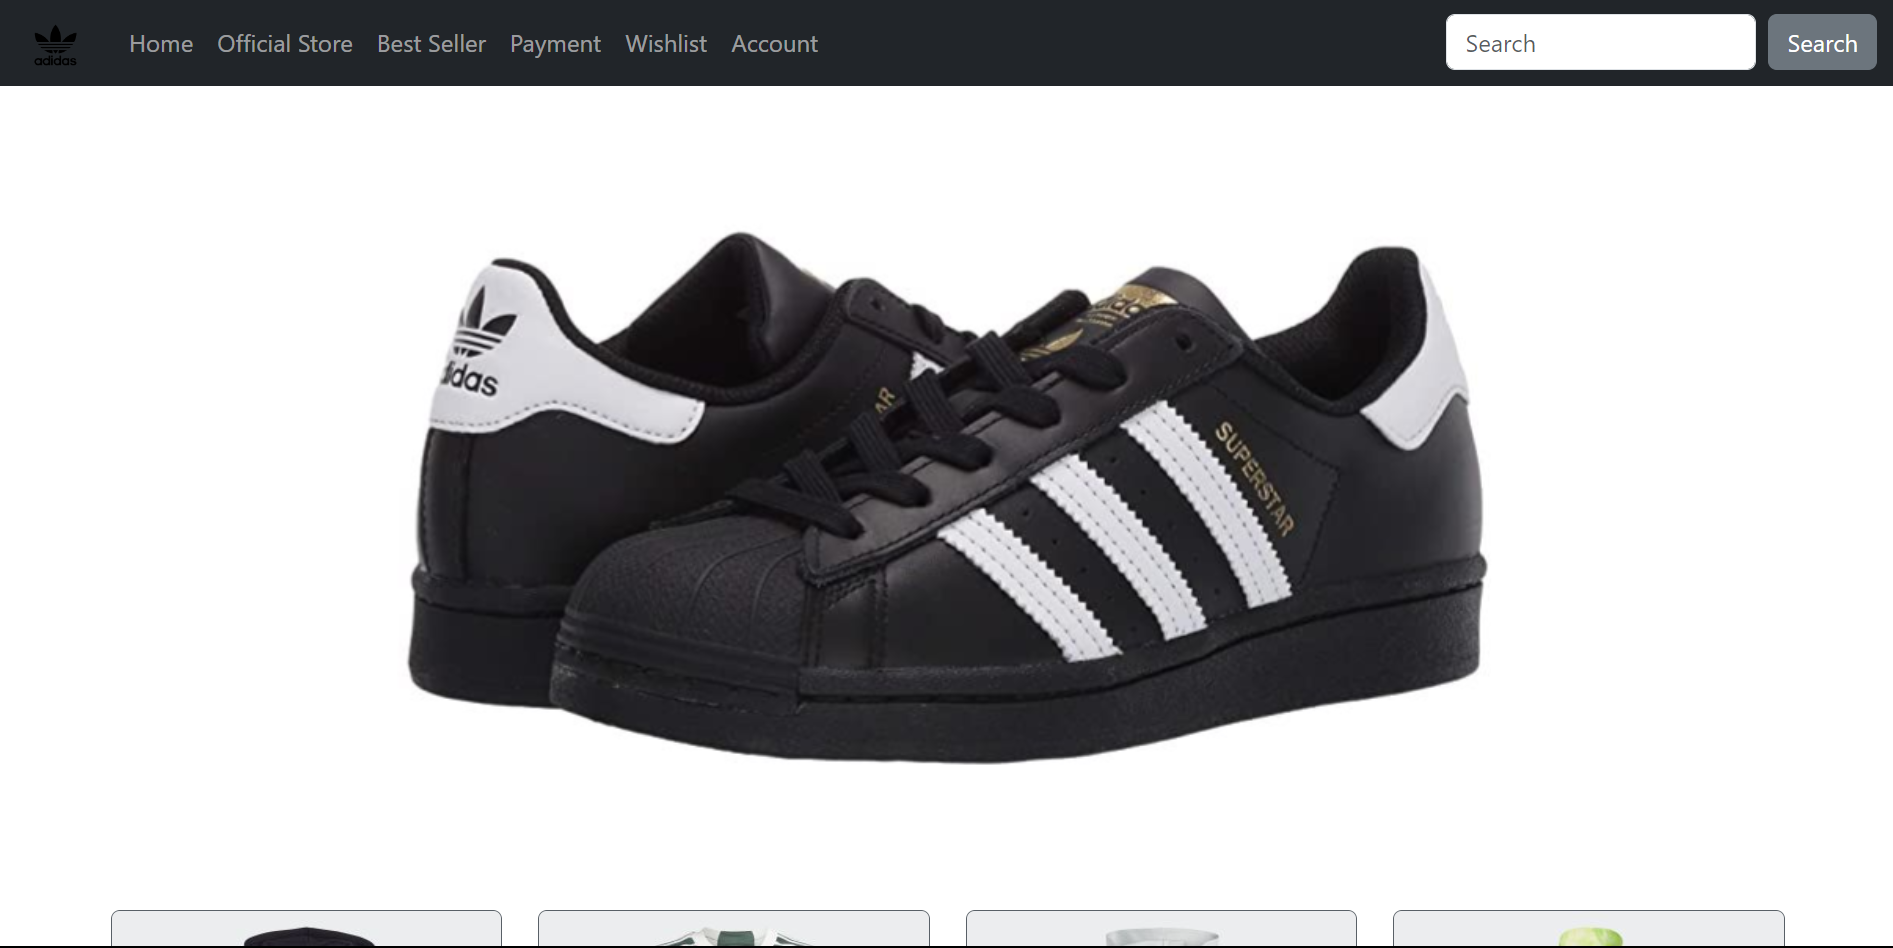 adidas
Home
Official Store
Best Seller
Payment
Wishlist
Account
Search
Search
SUPERSTAR